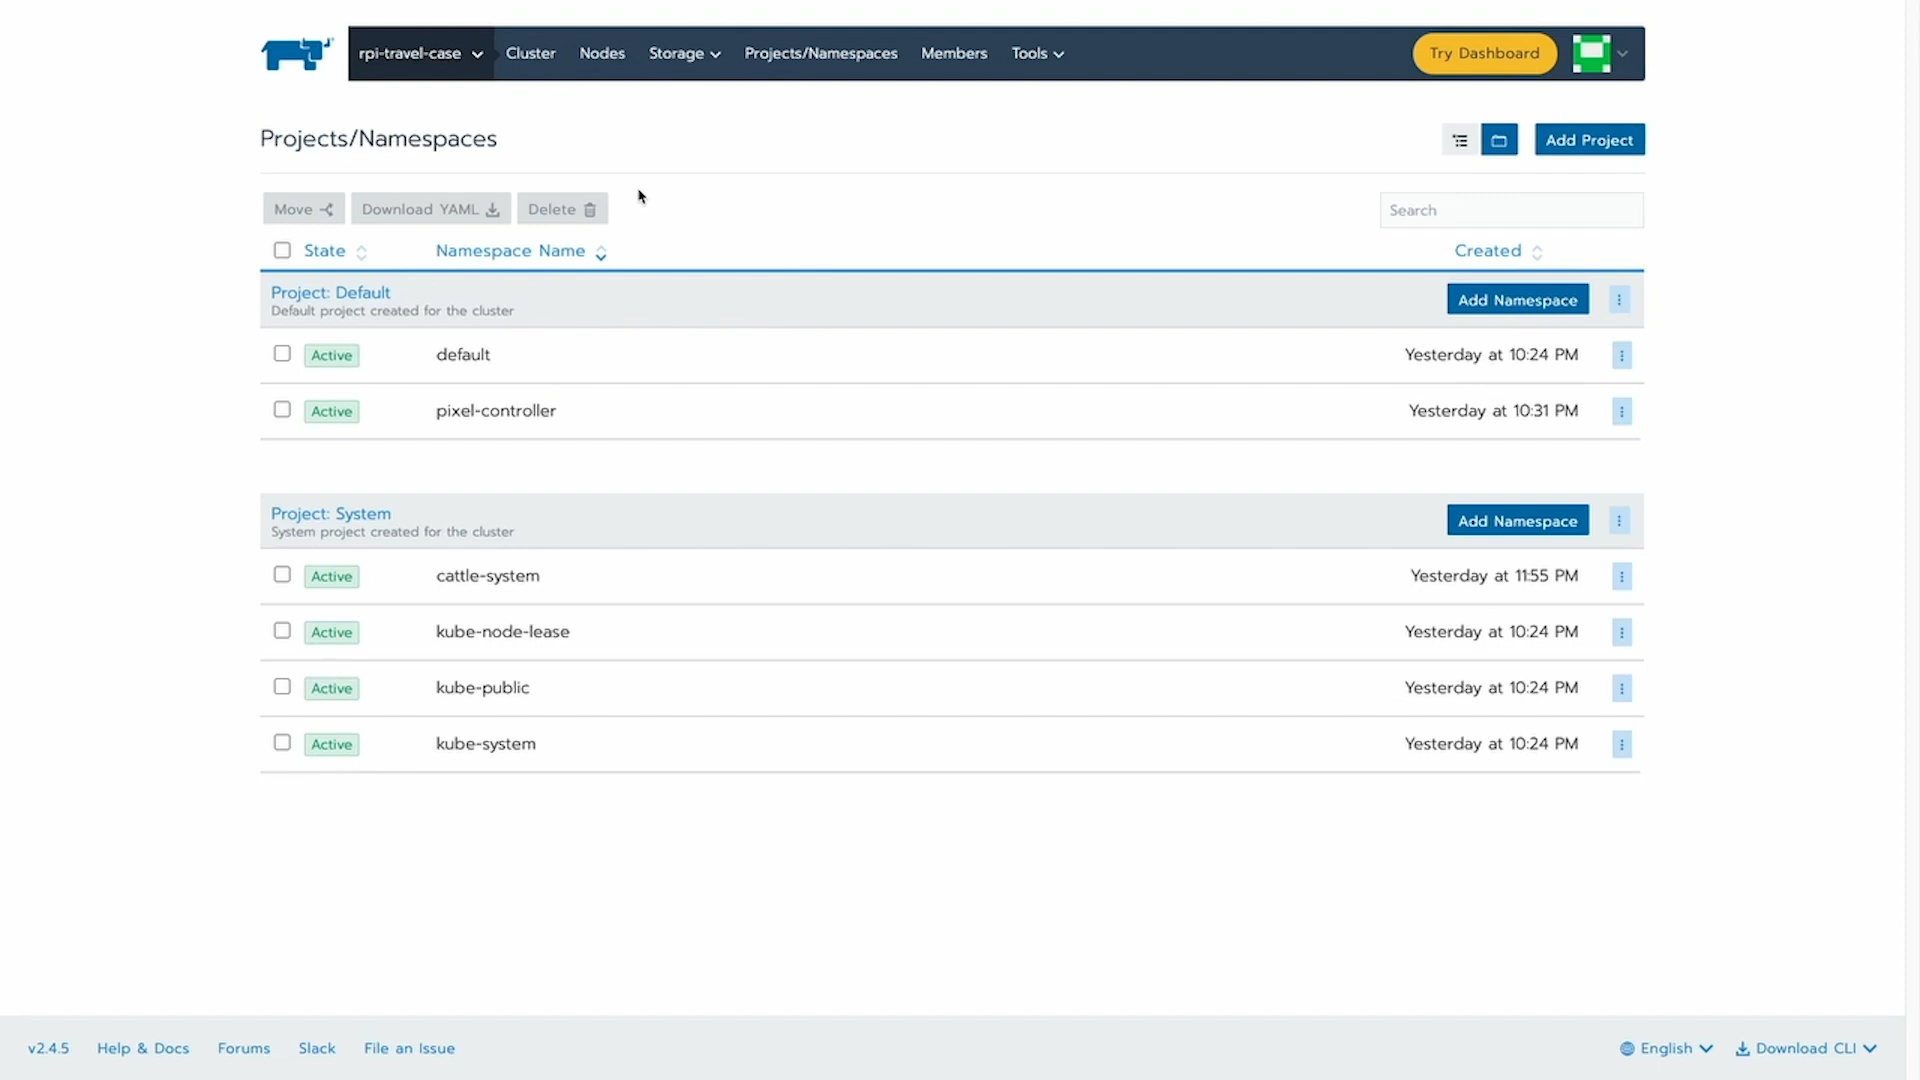 rpi-travel-case Cluster Nodes Storage Projects/Namespaces Members Tools Try Dashboard
Projects/Namespaces Add Project
Move Download YAML Delete Search
State Namespace Name Created
Project: Default Add Namespace
Default project created for the cluster
Active default Yesterday at 10:24 PM
Active pixel-controller Yesterday at 10:31 PM
Project: System Add Namespace
System project created for the cluster
Active cattle-system Yesterday at 11:55 PM
Active kube-node-lease Yesterday at 10:24 PM
Active kube-public Yesterday at 10:24 PM
Active kube-system Yesterday at 10:24 PM
v2.4.5 Help & Docs Forums Slack File an Issue English Download CLI